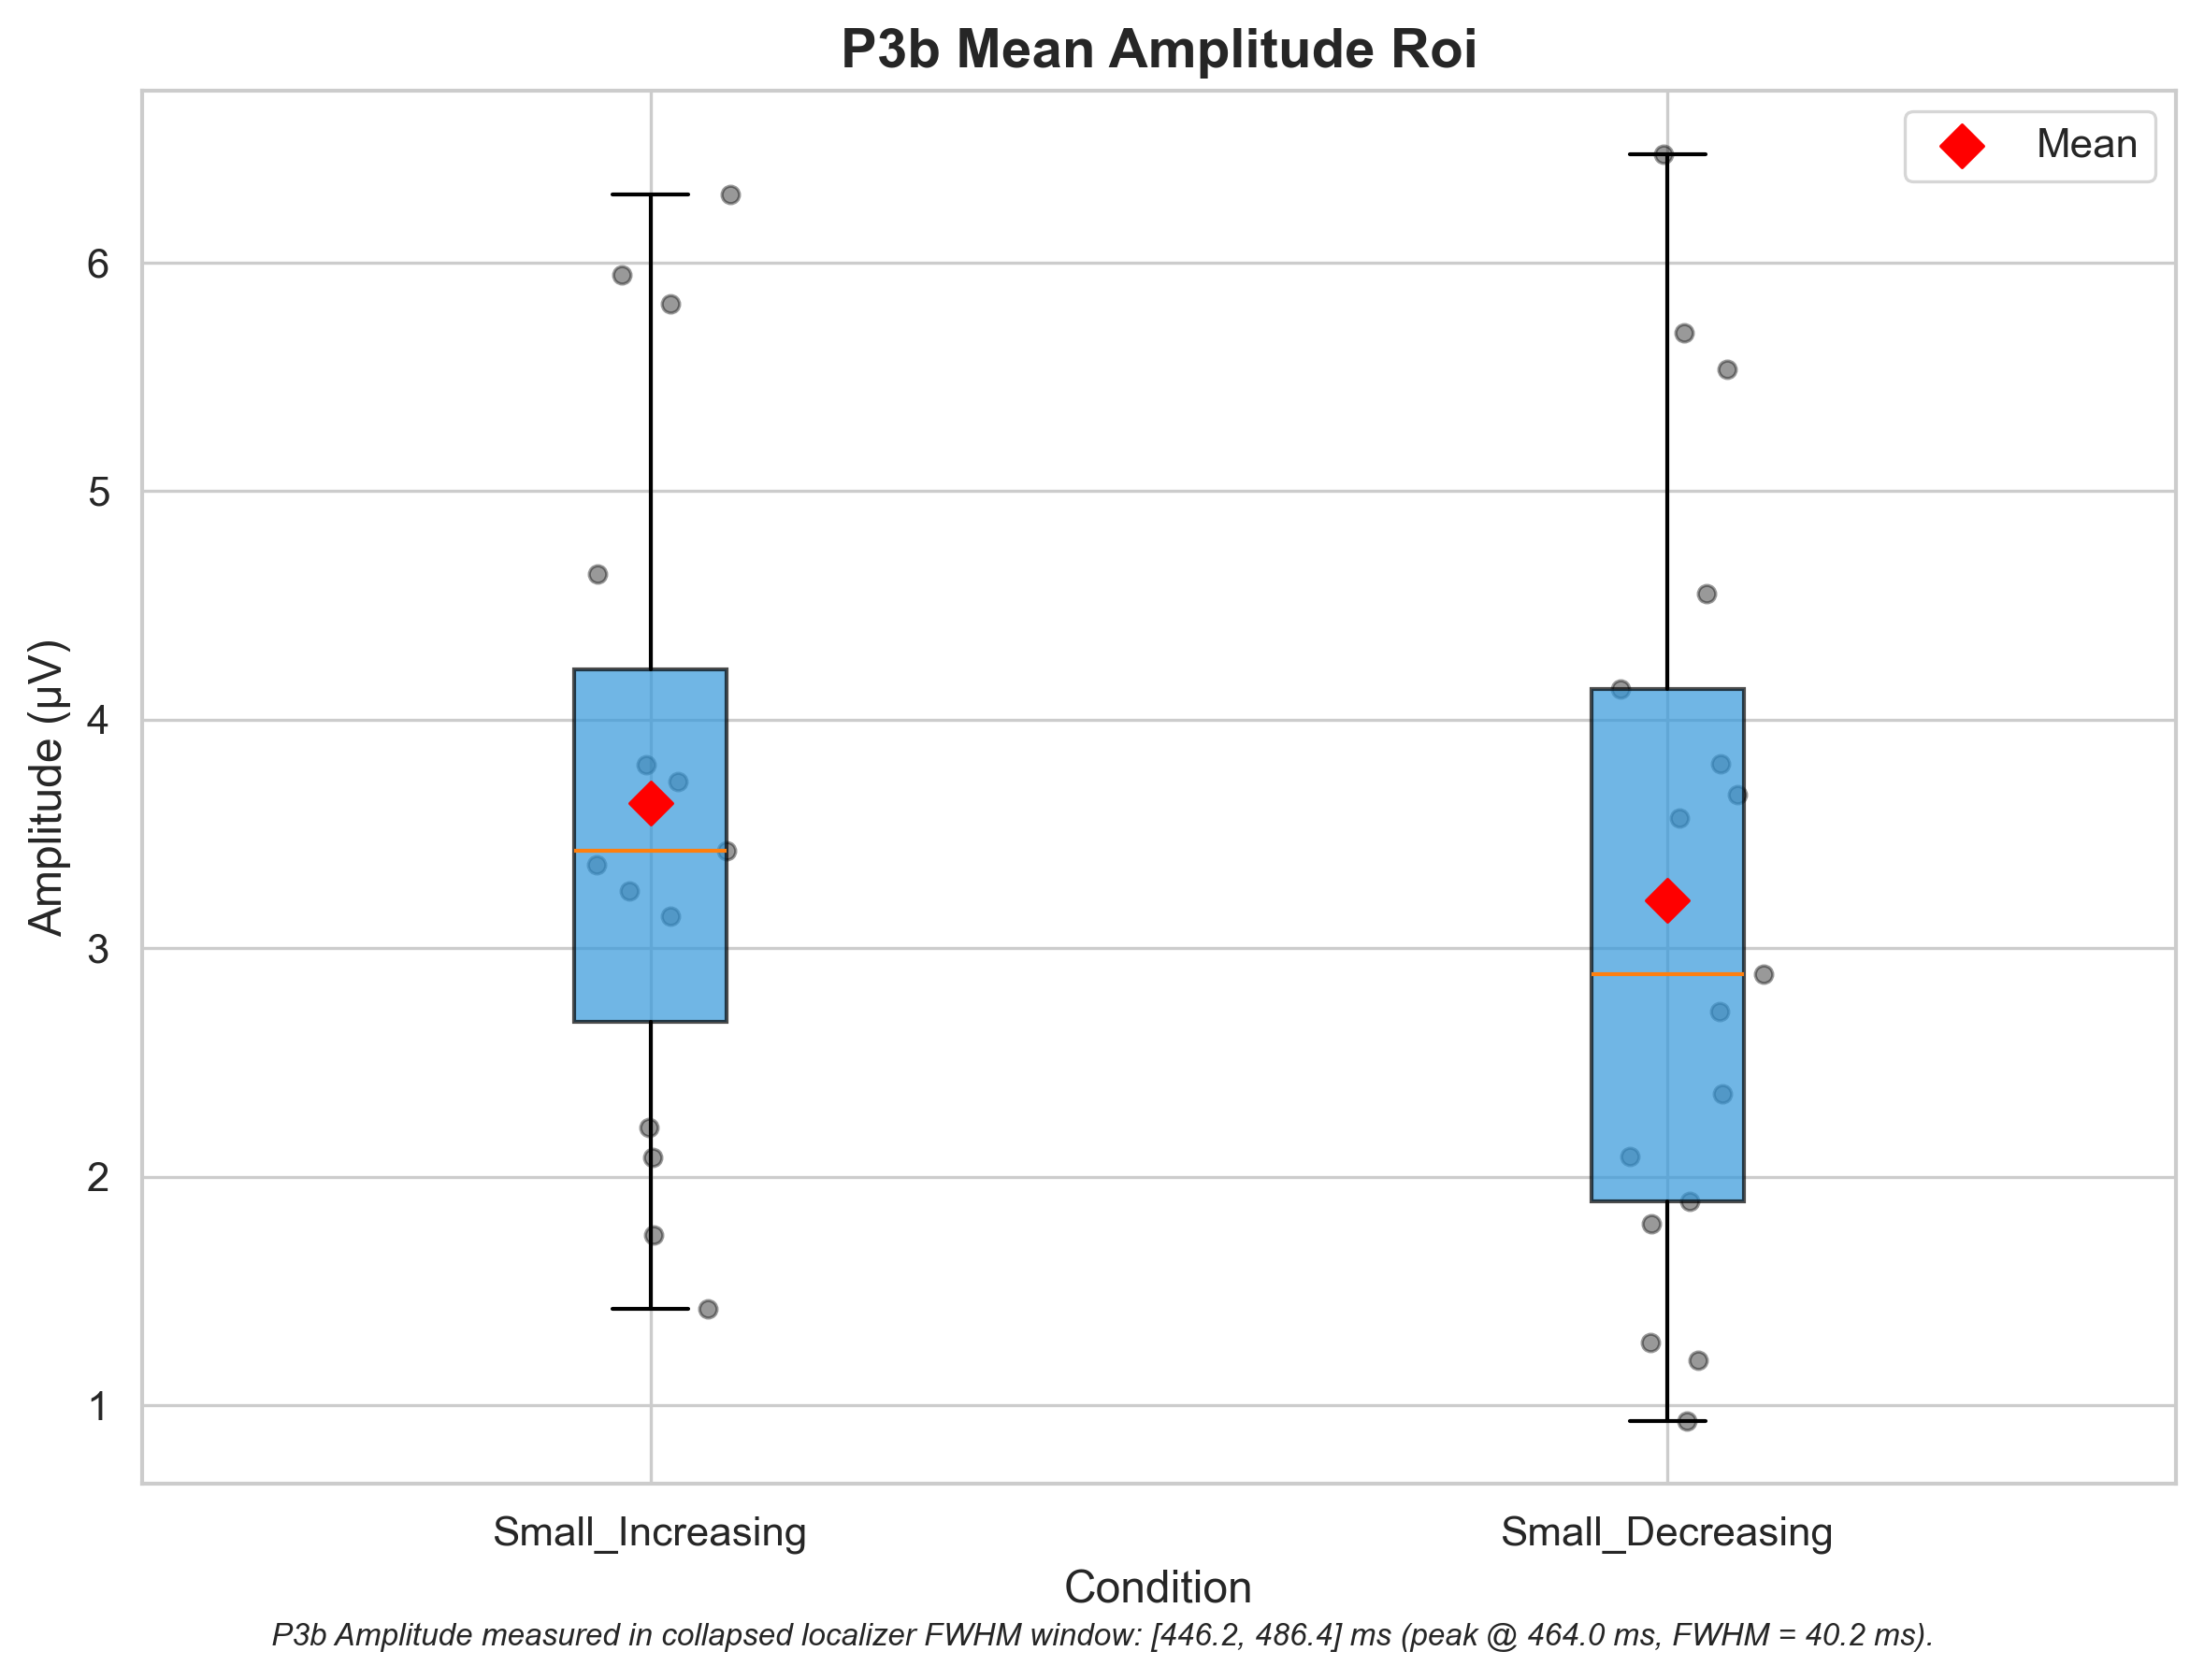 P3b Mean Amplitude Roi
Mean
Amplitude (µV)
6
5
4
3
2
1
Small_Increasing
Small_Decreasing
Condition
P3b Amplitude measured in collapsed localizer FWHM window: [446.2, 486.4] ms (peak @ 464.0 ms, FWHM = 40.2 ms).